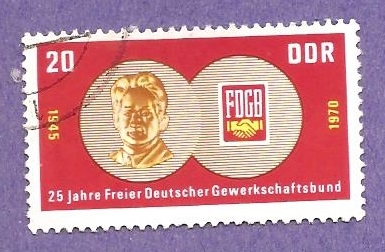 20 DDR
1945
FDGB
1970
25 Jahre Freier Deutscher Gewerkschaftsbund